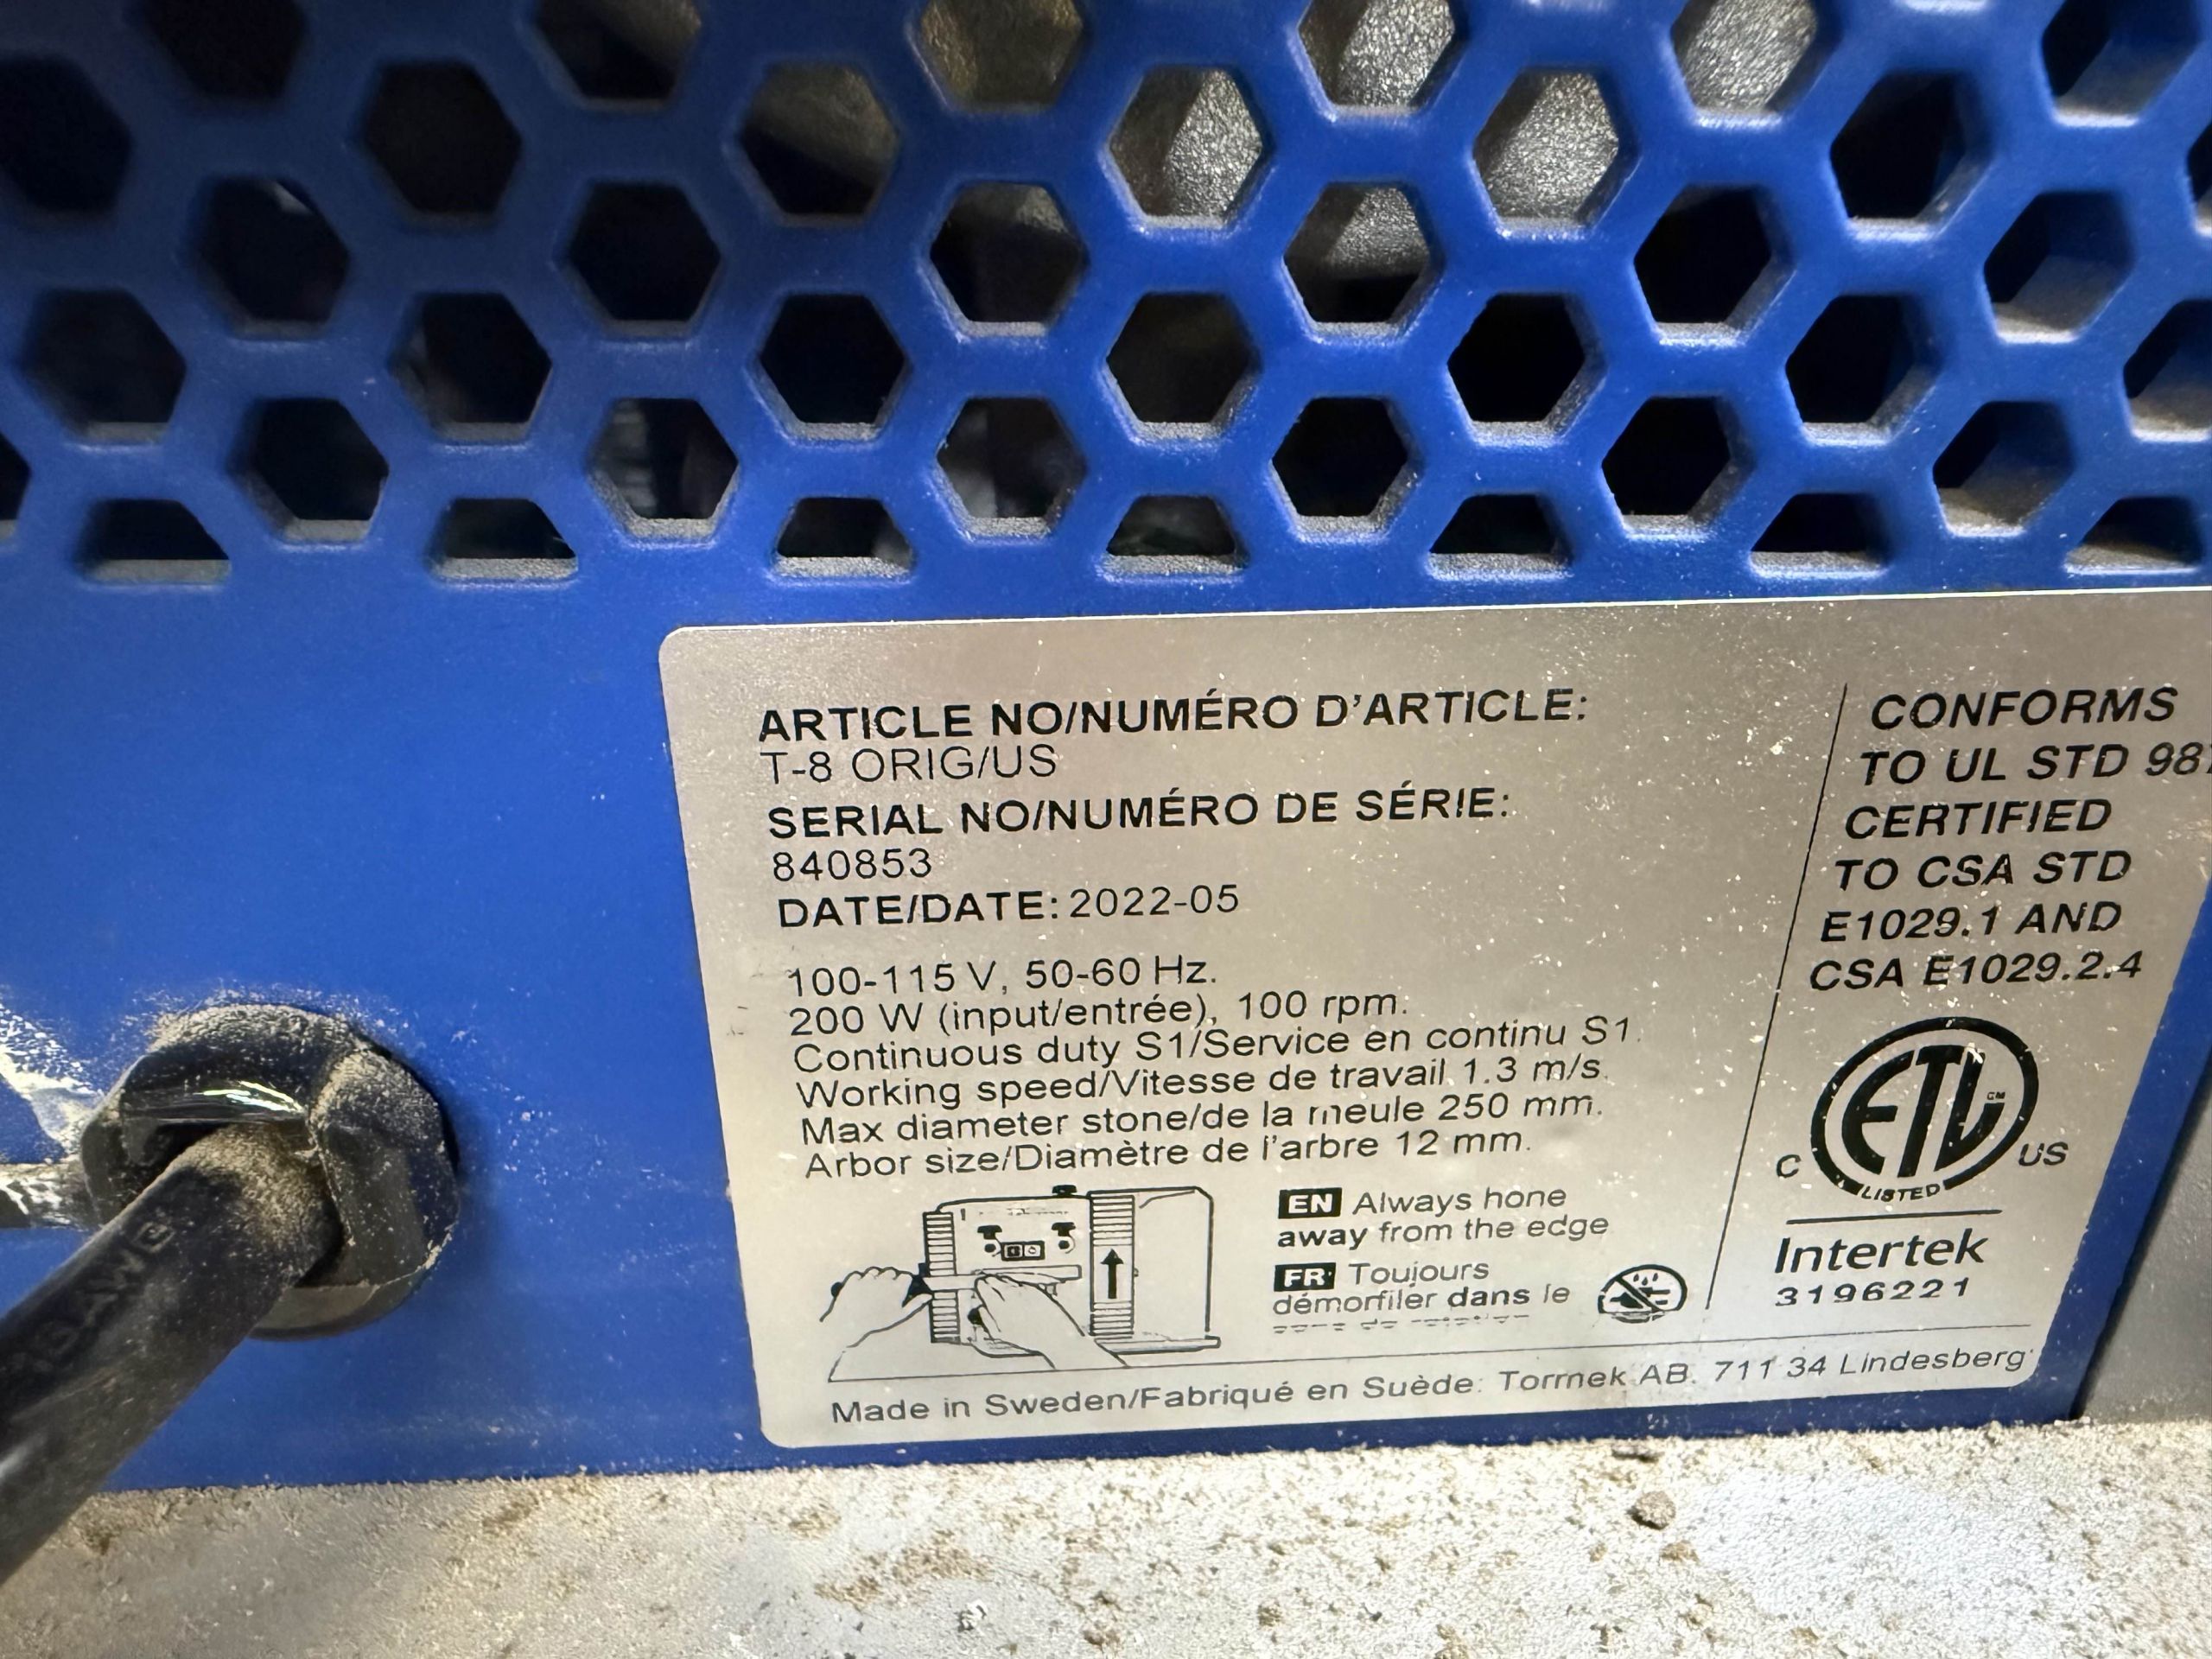 ARTICLE NO/NUMÉRO D'ARTICLE:
T-8 ORIG/US
SERIAL NO/NUMÉRO DE SÉRIE:
840853
DATE/DATE: 2022-05
100-115 V, 50-60 Hz.
200 W (input/entrée), 100 rpm.
Continuous duty S1/Service en continu S1.
Working speed/Vitesse de travail 1.3 m/s.
Max diameter stone/de la meule 250 mm.
Arbor size/Diamètre de l'arbre 12 mm.
EN Always hone
away from the edge
FR Toujours
démorfiler dans le
Made in Sweden/Fabriqué en Suède: Tormek AB. 711 34 Lindesberg
CONFORMS
TO UL STD
CERTIFIED
TO CSA STD
E1029.1 AND
CSA E1029.2.4
C ETL US
LISTED
Intertek
3196221